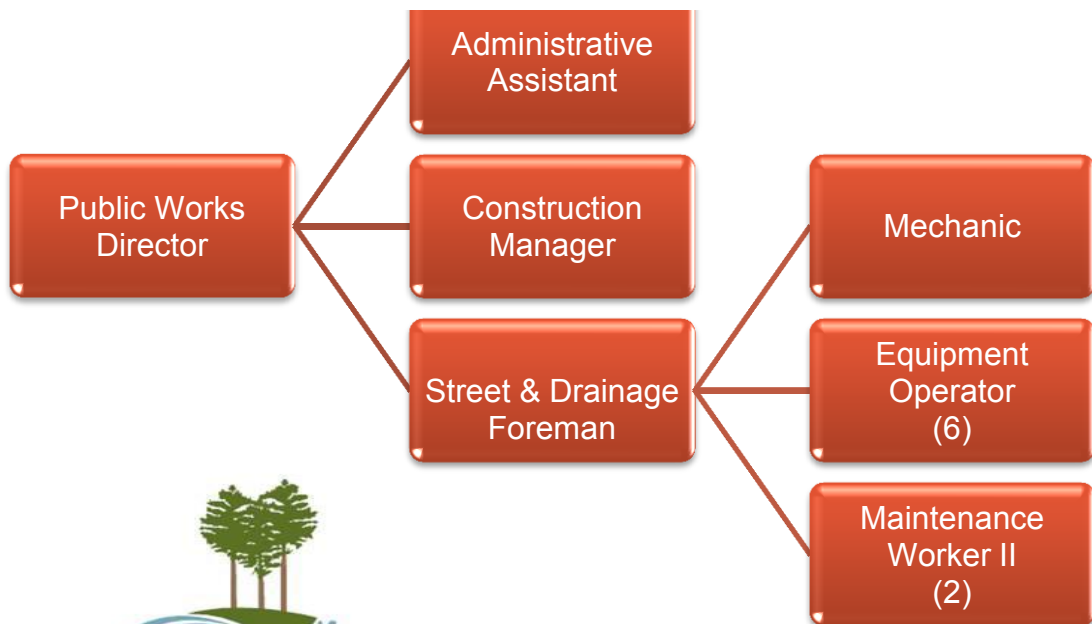 Administrative
Assistant
Public Works
Director
Construction
Manager
Mechanic
Street & Drainage
Foreman
Equipment
Operator
(6)
Maintenance
Worker II
(2)